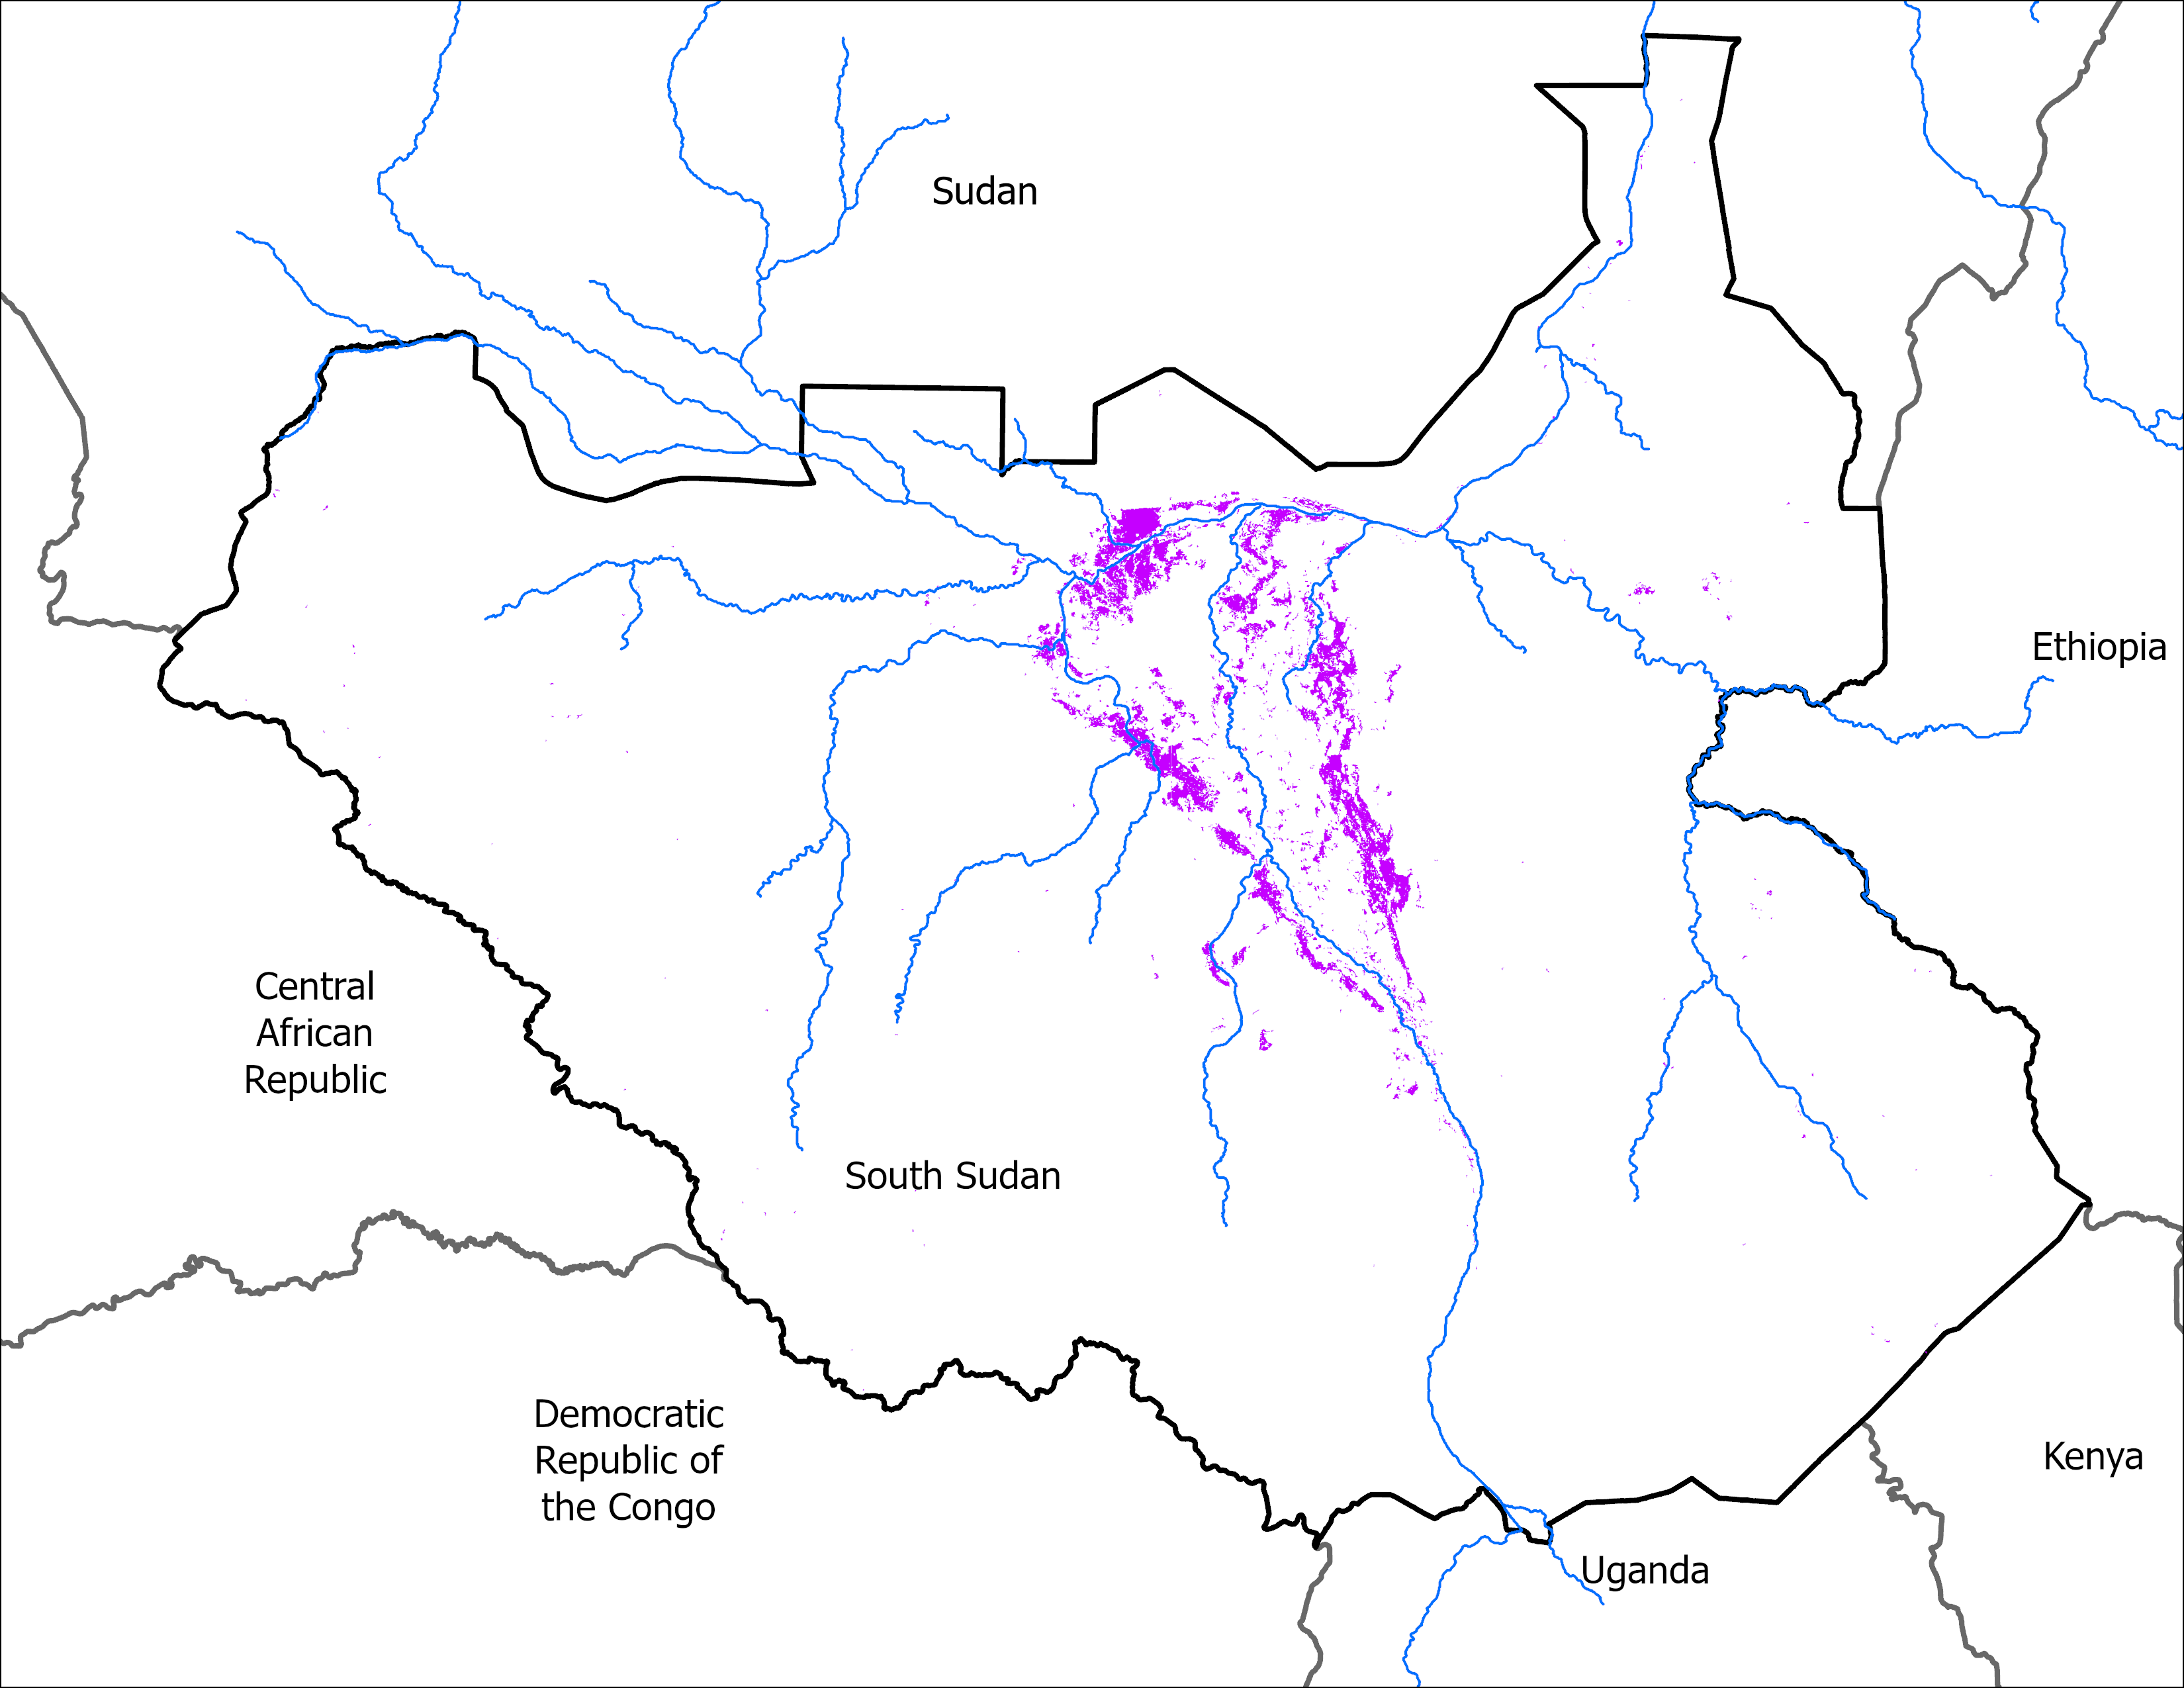 Sudan
Ethiopia
Central
African
Republic
South Sudan
Democratic
Republic of
the Congo
Kenya
Uganda